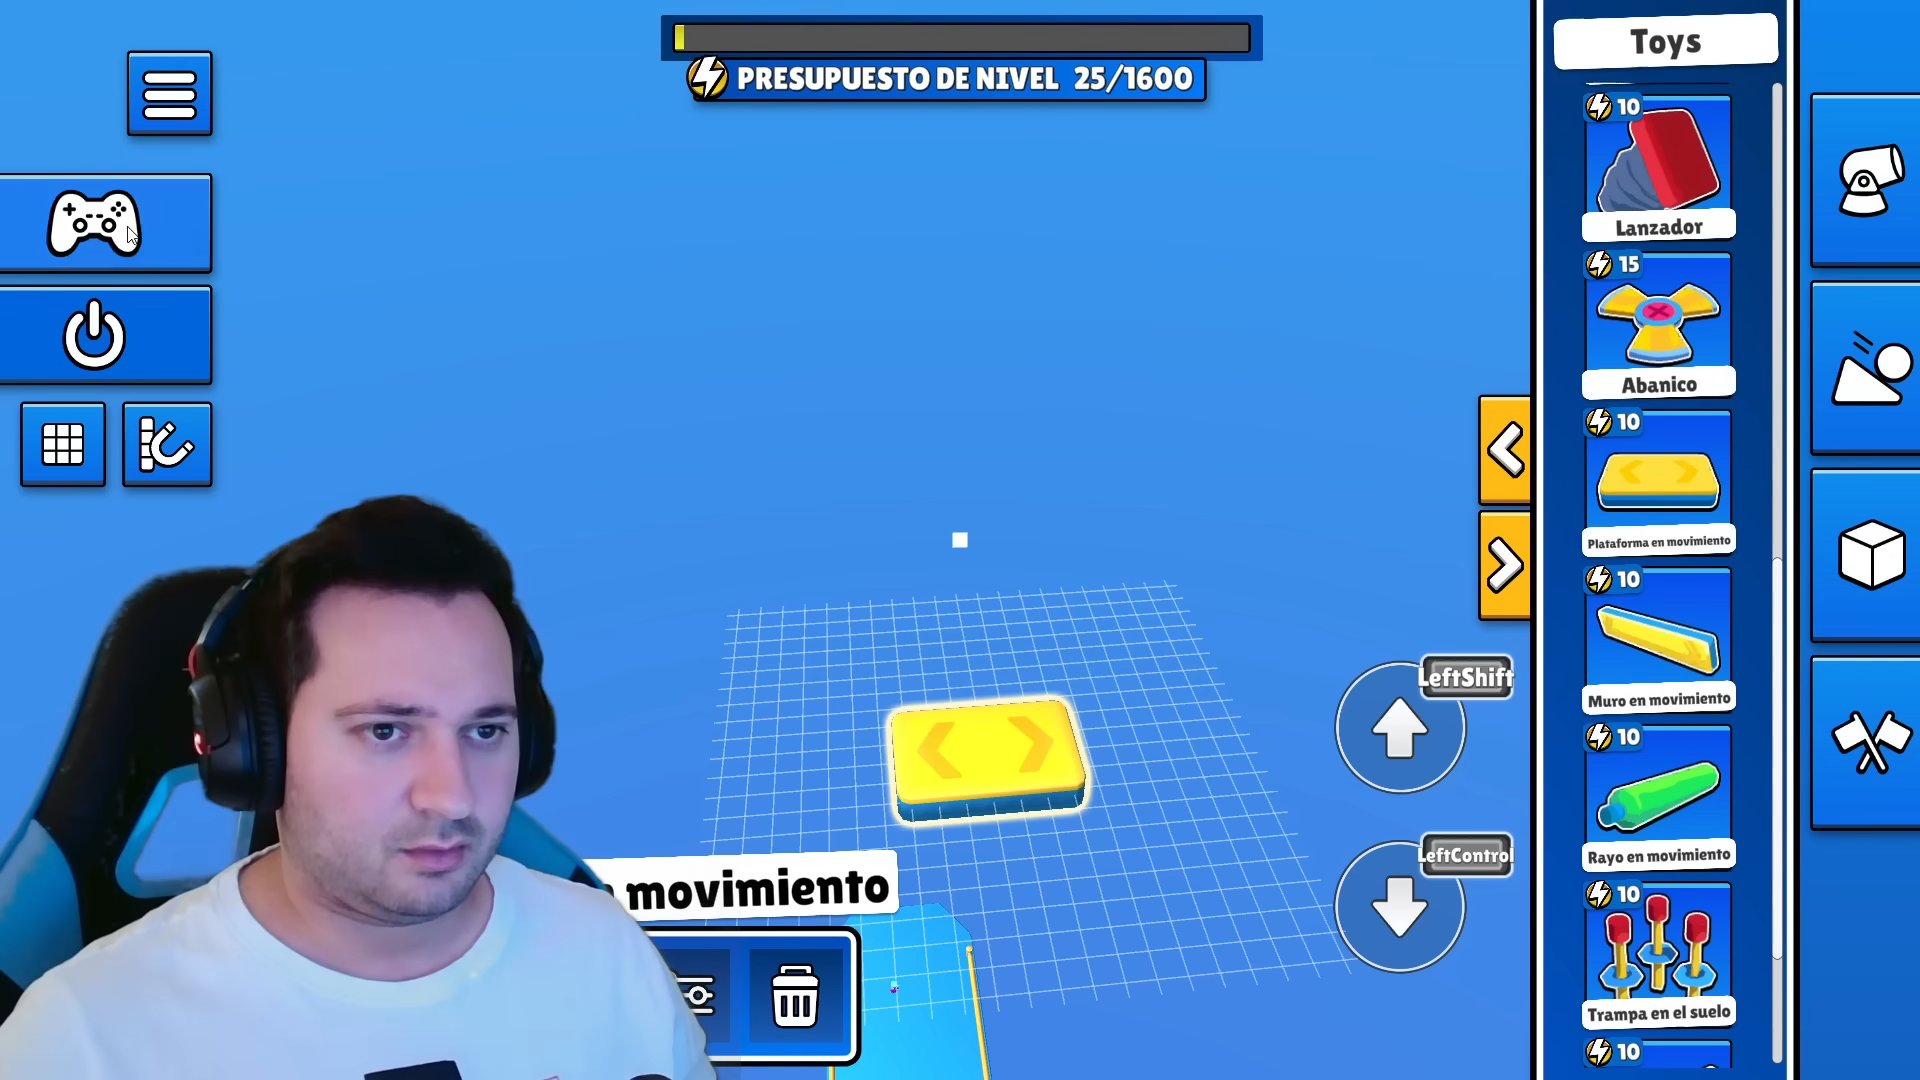 PRESUPUESTO DE NIVEL 25/1600
Toys
10
Lanzador
15
Abanico
10
Plataforma en movimiento
10
Muro en movimiento
10
Rayo en movimiento
10
Trampa en el suelo
10
LeftShift
LeftControl
movimiento